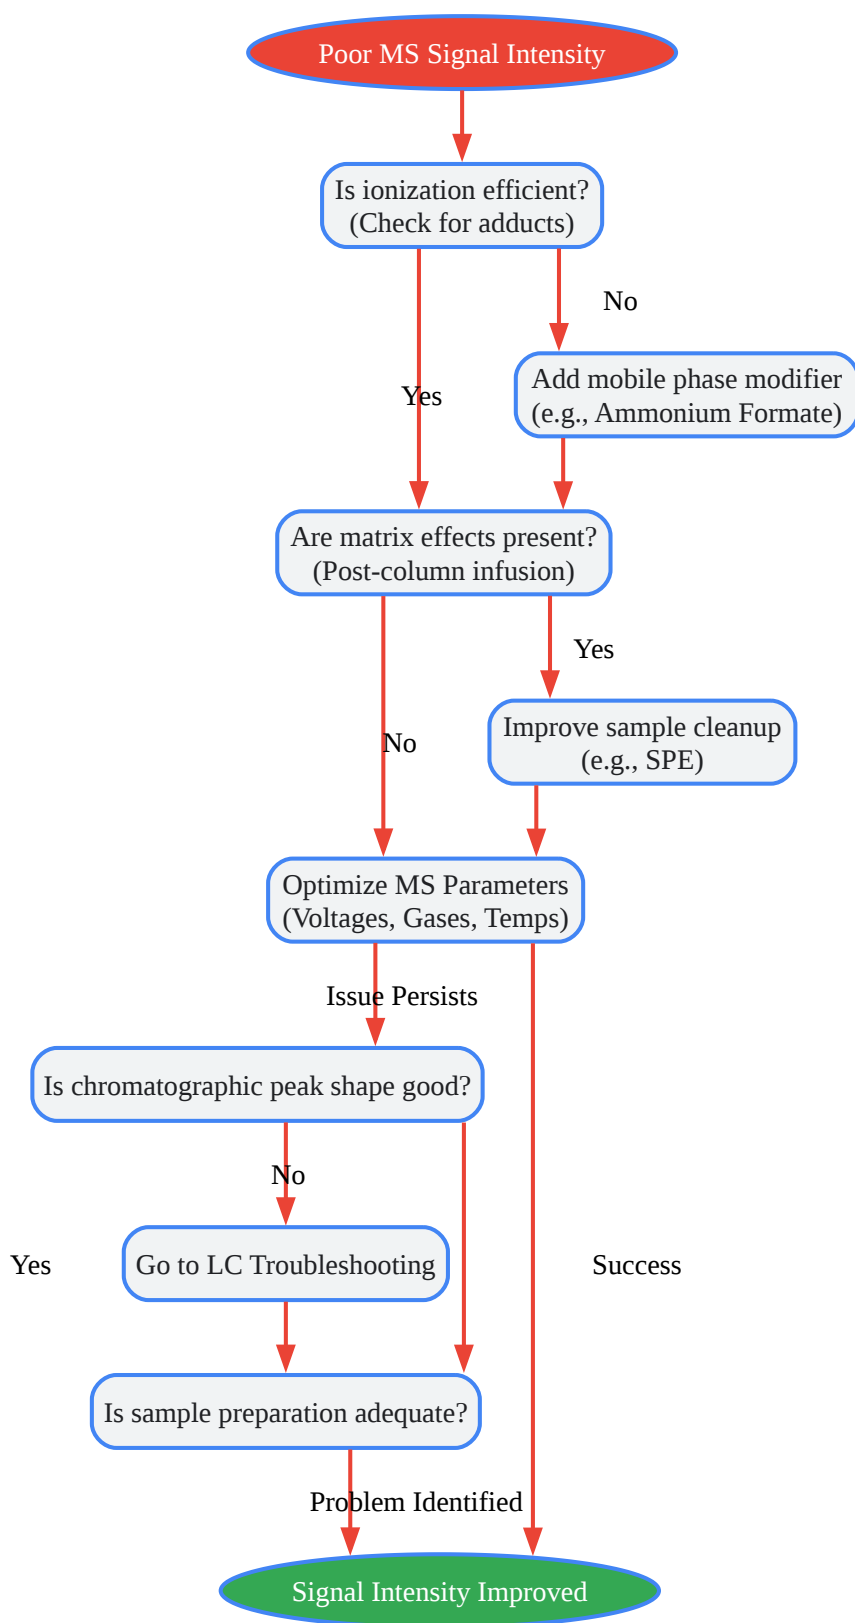 Poor MS Signal Intensity
Is ionization efficient?
(Check for adducts)
No
Add mobile phase modifier
(e.g., Ammonium Formate)
Yes
Are matrix effects present?
(Post-column infusion)
Yes
Improve sample cleanup
(e.g., SPE)
No
Optimize MS Parameters
(Voltages, Gases, Temps)
Issue Persists
Is chromatographic peak shape good?
No
Yes
Go to LC Troubleshooting
Success
Is sample preparation adequate?
Problem Identified
Signal Intensity Improved